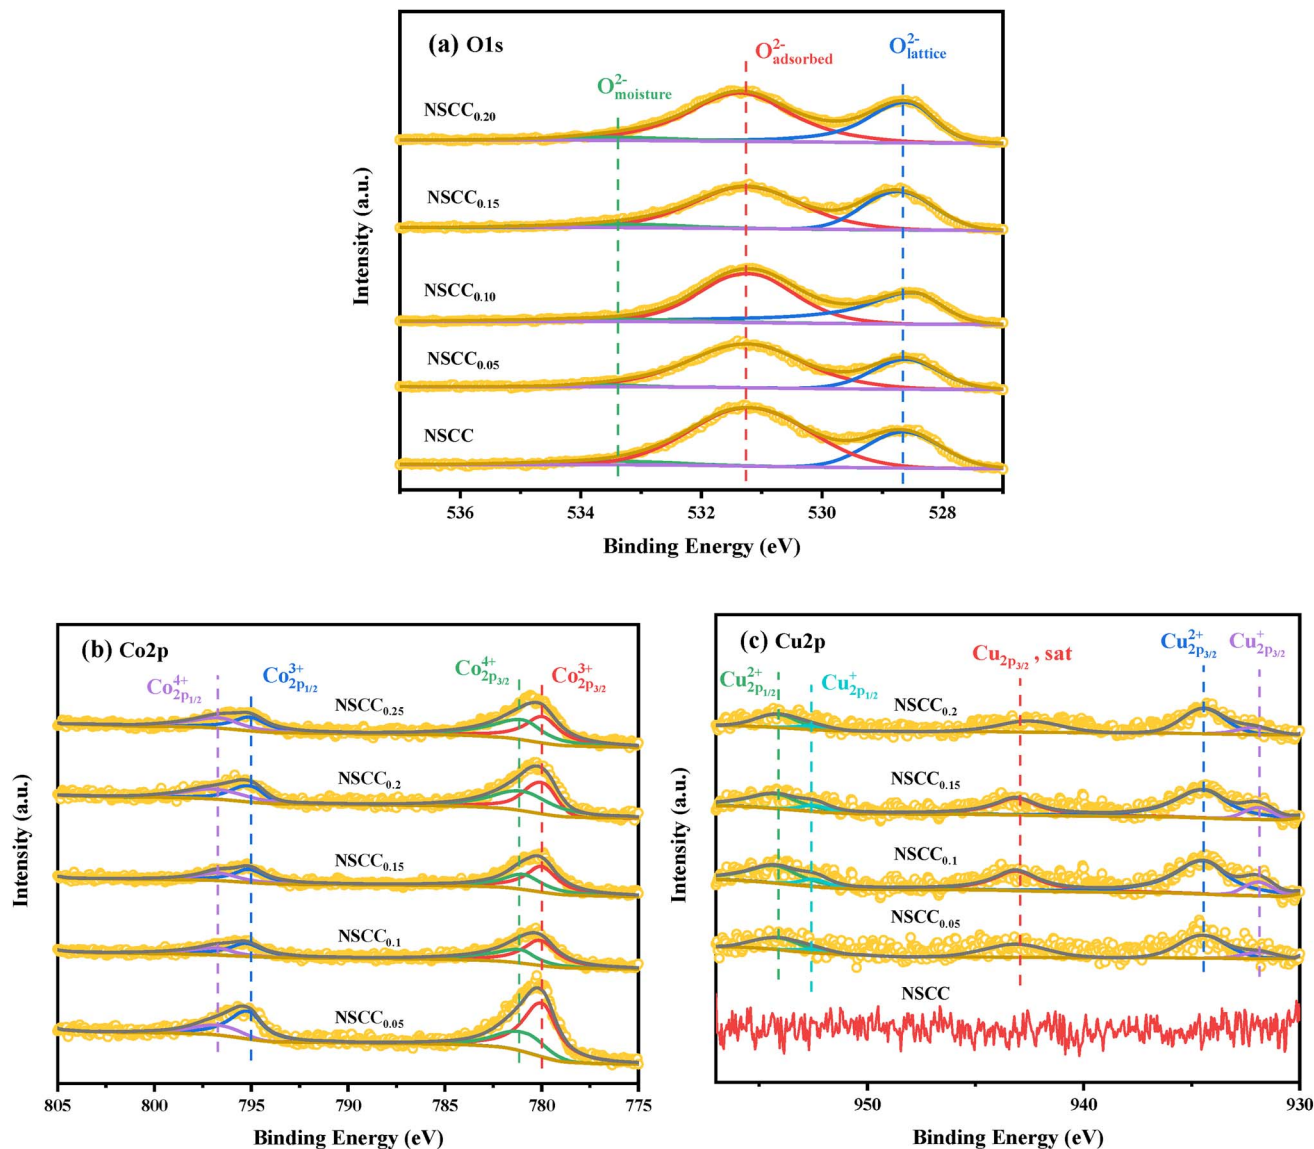 (a) O1s
O²⁻adsorbed
O²⁻lattice
O²⁻moisture
NSCC₀.₂₀
NSCC₀.₁₅
NSCC₀.₁₀
NSCC₀.₀₅
NSCC
Intensity (a.u.)
536 534 532 530 528
Binding Energy (eV)
(b) Co2p
Co⁴⁺2p1/2
Co³⁺2p1/2
Co⁴⁺2p3/2
Co³⁺2p3/2
NSCC₀.₂₅
NSCC₀.₂
NSCC₀.₁₅
NSCC₀.₁
NSCC₀.₀₅
Intensity (a.u.)
805 800 795 790 785 780 775
Binding Energy (eV)
(c) Cu2p
Cu²⁺2p1/2
Cu⁺2p1/2
Cu2p3/2 , sat
Cu²⁺2p3/2
Cu⁺2p3/2
NSCC₀.₂
NSCC₀.₁₅
NSCC₀.₁
NSCC₀.₀₅
NSCC
Intensity (a.u.)
950 940 930
Binding Energy (eV)